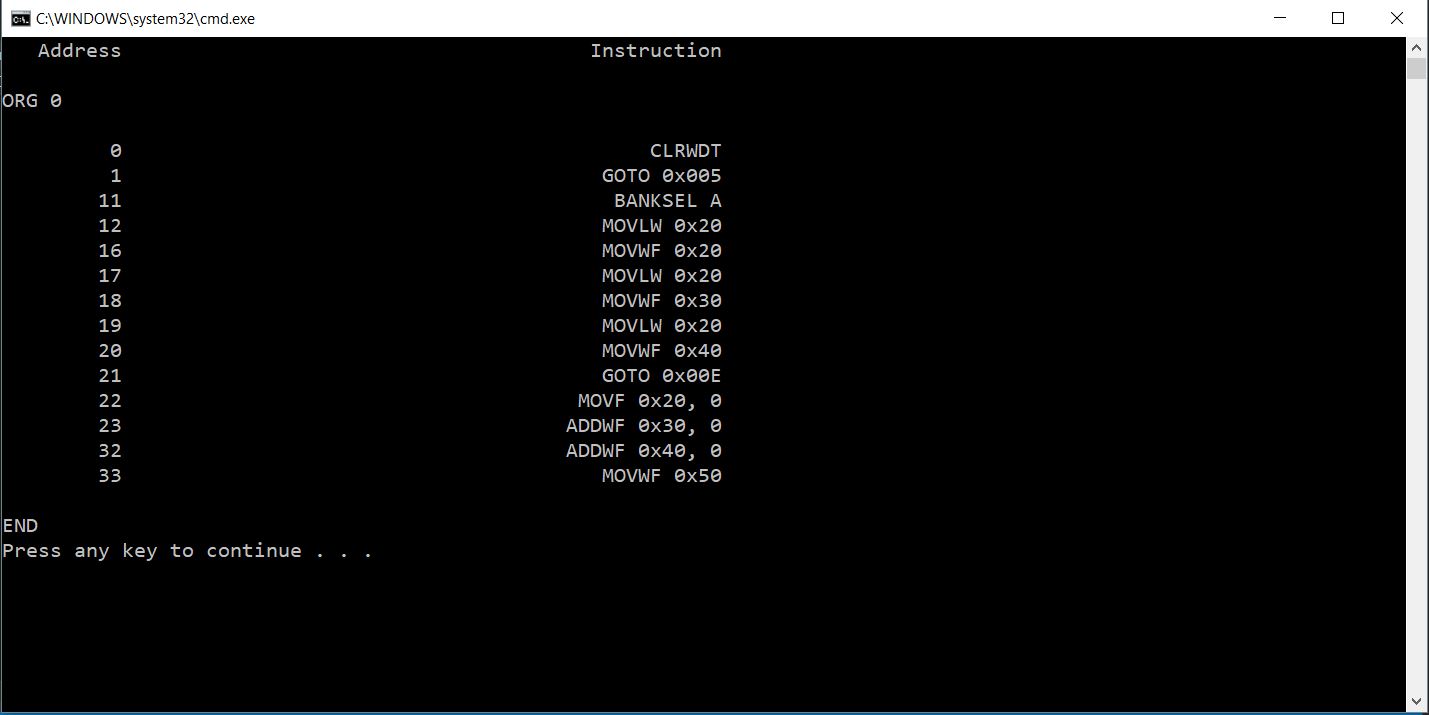 C:\WINDOWS\system32\cmd.exe
Address Instruction
ORG 0
0 CLRWDT
1 GOTO 0x005
11 BANKSEL A
12 MOVLW 0x20
16 MOVWF 0x20
17 MOVLW 0x20
18 MOVWF 0x30
19 MOVLW 0x20
20 MOVWF 0x40
21 GOTO 0x00E
22 MOVF 0x20, 0
23 ADDWF 0x30, 0
32 ADDWF 0x40, 0
33 MOVWF 0x50
END
Press any key to continue . . .